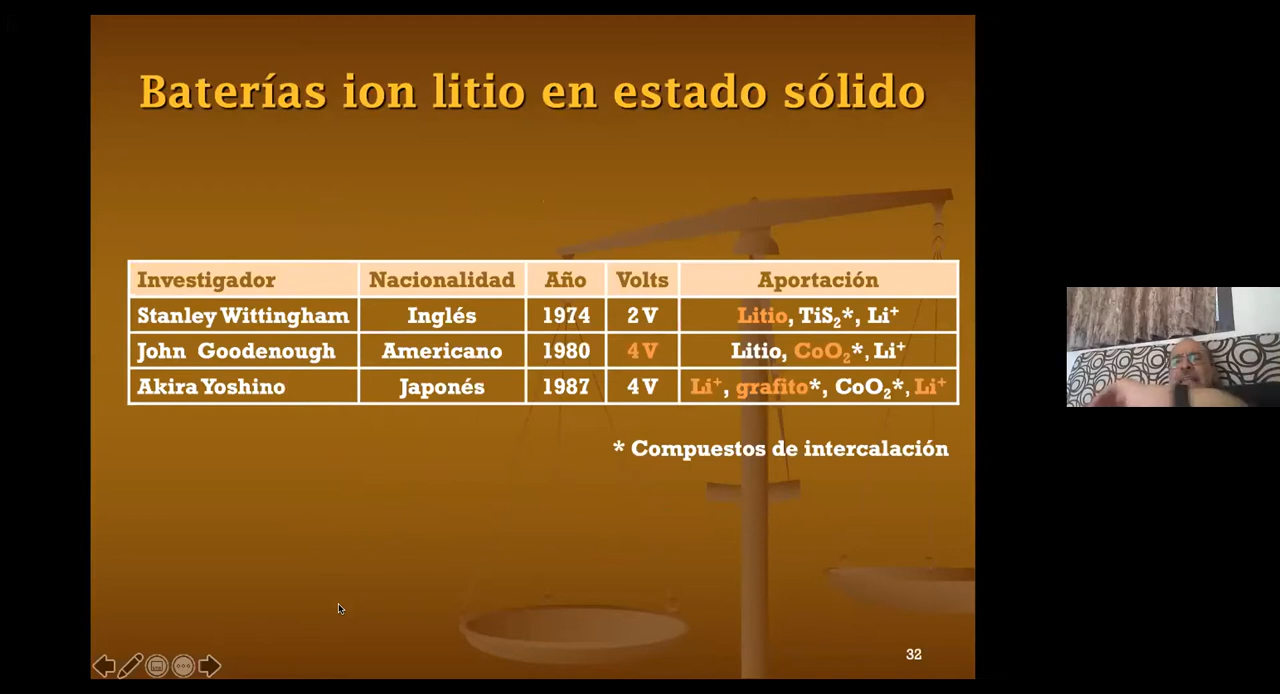 Baterías ion litio en estado sólido
Investigador Nacionalidad Año Volts Aportación
Stanley Wittingham Inglés 1974 2 V Litio, TiS₂*, Li⁺
John Goodenough Americano 1980 4 V Litio, CoO₂*, Li⁺
Akira Yoshino Japonés 1987 4 V Li⁺, grafito*, CoO₂*, Li⁺
* Compuestos de intercalación
32